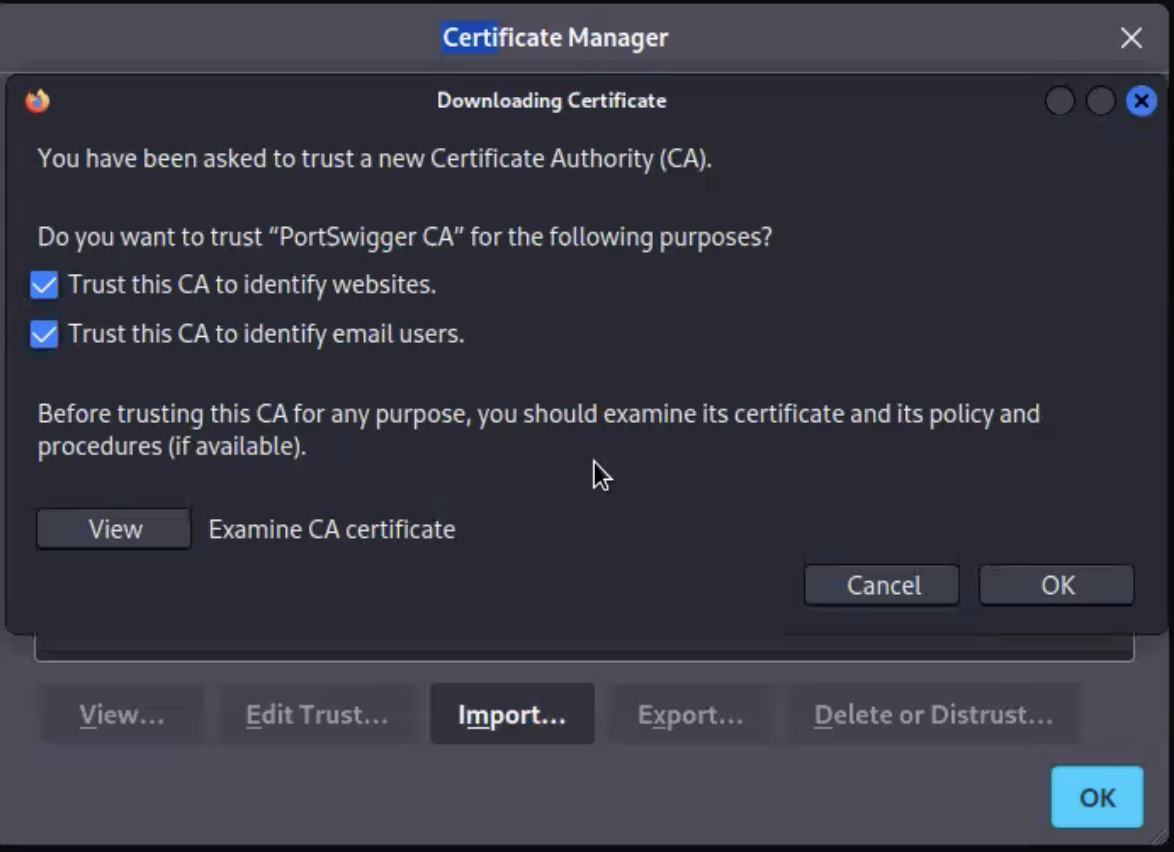 Certificate Manager
Downloading Certificate
You have been asked to trust a new Certificate Authority (CA).
Do you want to trust “PortSwigger CA” for the following purposes?
Trust this CA to identify websites.
Trust this CA to identify email users.
Before trusting this CA for any purpose, you should examine its certificate and its policy and
procedures (if available).
View Examine CA certificate
Cancel OK
View... Edit Trust... Import... Export... Delete or Distrust...
OK